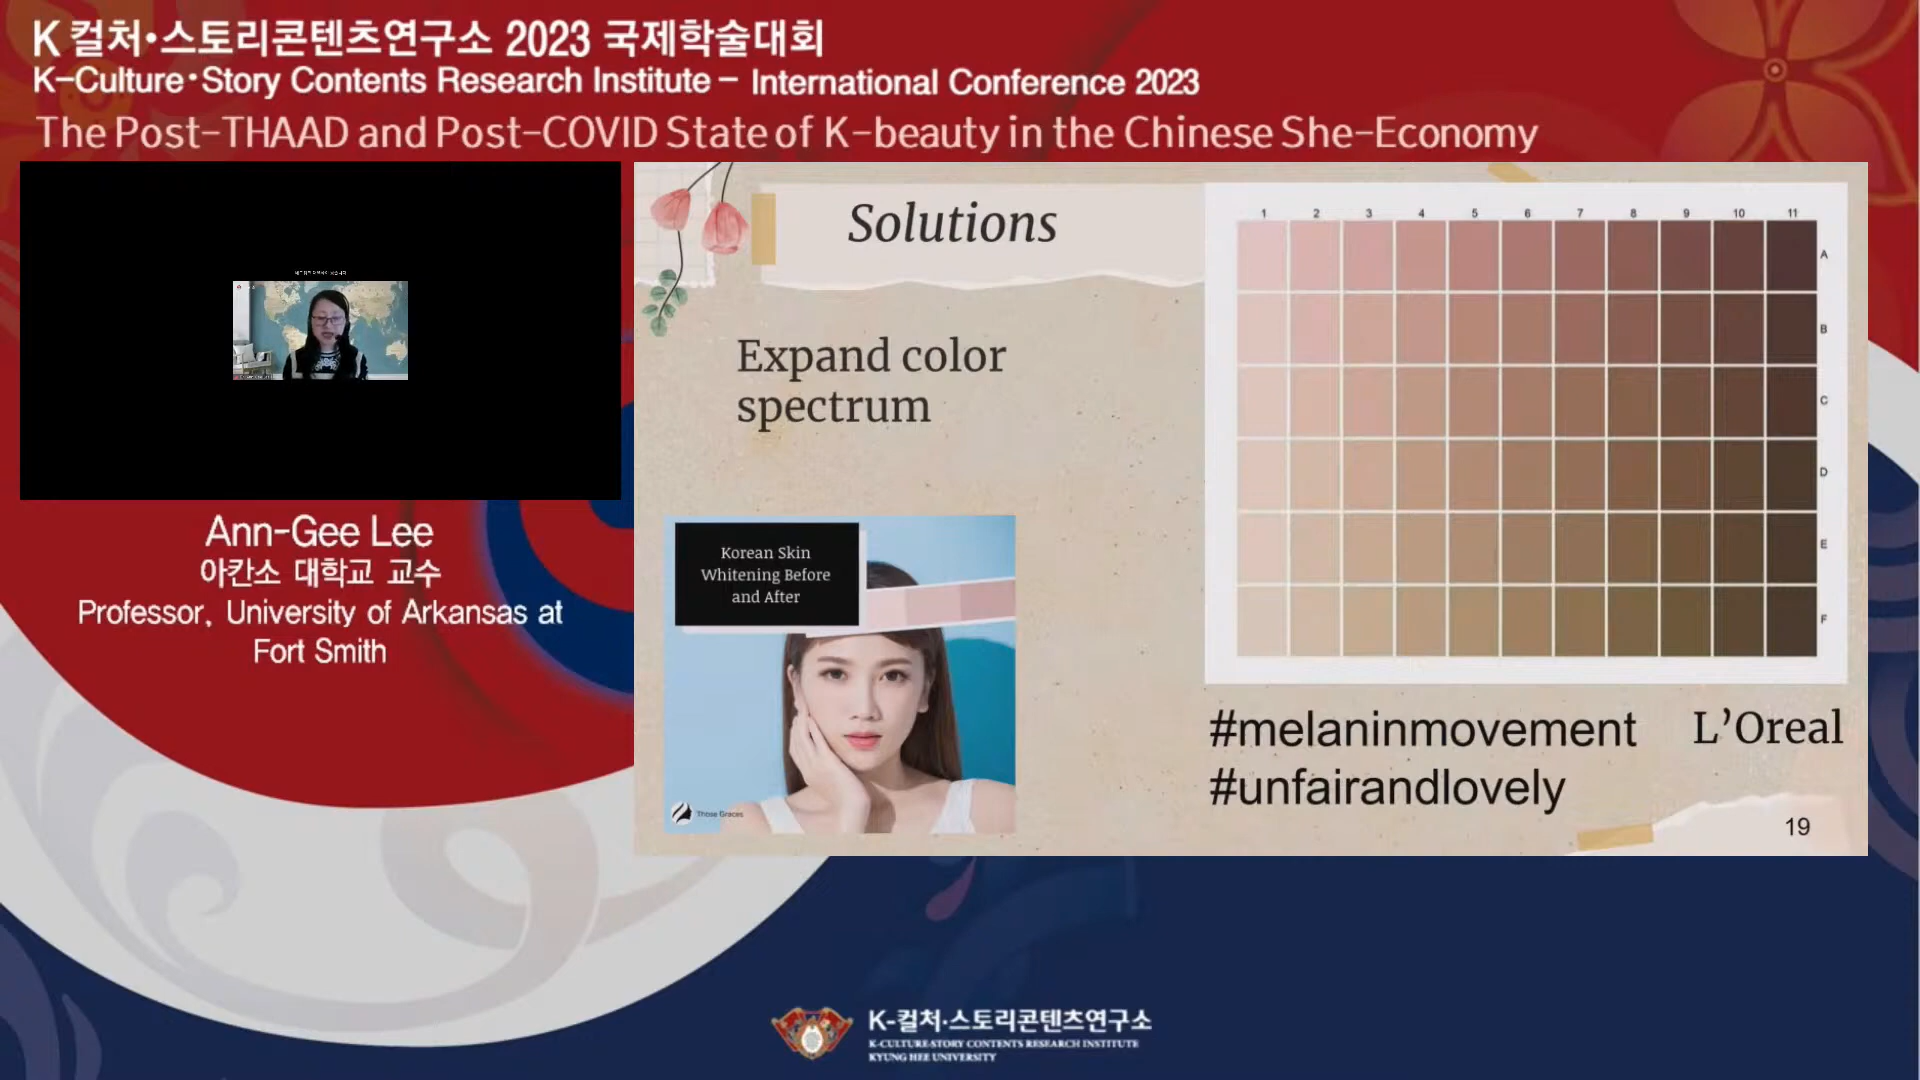 K컬처·스토리콘텐츠연구소 2023 국제학술대회
K-Culture·Story Contents Research Institute - International Conference 2023
The Post-THAAD and Post-COVID State of K-beauty in the Chinese She-Economy
Ann-Gee Lee
아칸소 대학교 교수
Professor, University of Arkansas at
Fort Smith
Solutions
Expand color
spectrum
Korean Skin
Whitening Before
and After
Those Graces
1 2 3 4 5 6 7 8 9 10 11
A
B
C
D
E
F
#melaninmovement
L’Oreal
#unfairandlovely
19
K-컬처·스토리콘텐츠연구소
K-CULTURE·STORY CONTENTS RESEARCH INSTITUTE
KYUNG HEE UNIVERSITY